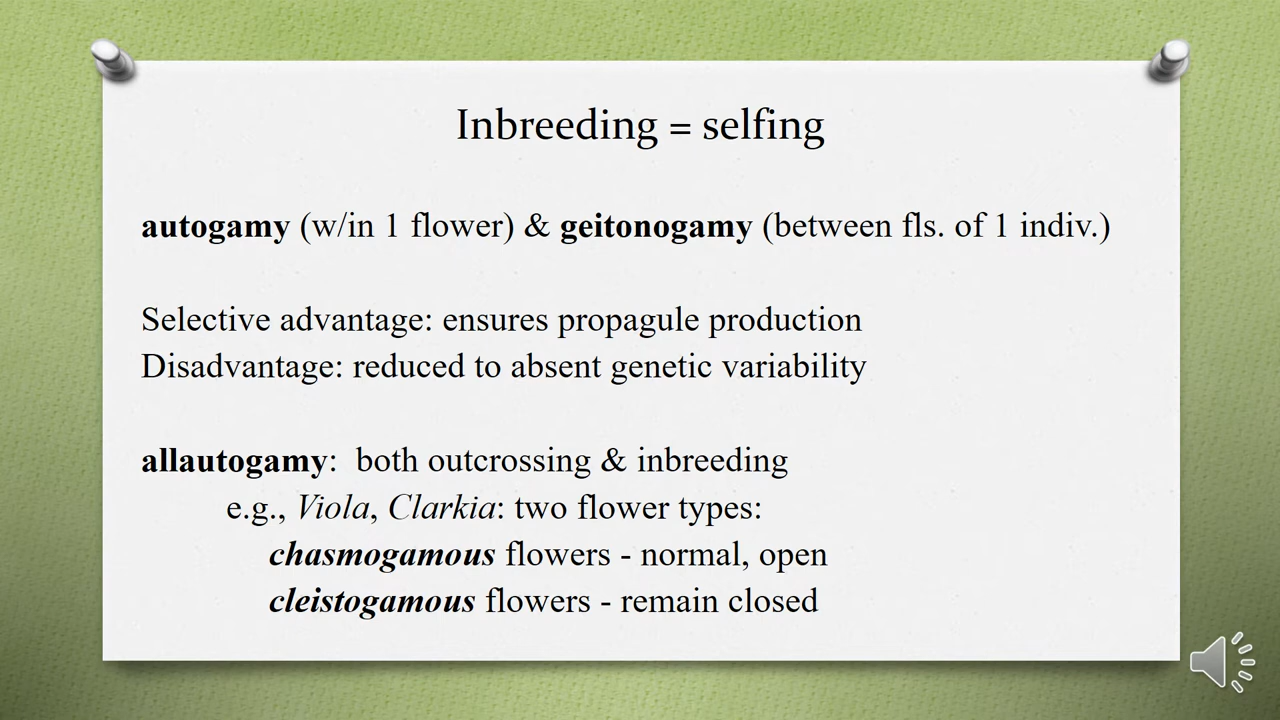 Inbreeding = selfing
autogamy (w/in 1 flower) & geitonogamy (between fls. of 1 indiv.)
Selective advantage: ensures propagule production
Disadvantage: reduced to absent genetic variability
allautogamy:  both outcrossing & inbreeding
e.g., Viola, Clarkia: two flower types:
chasmogamous flowers - normal, open
cleistogamous flowers - remain closed